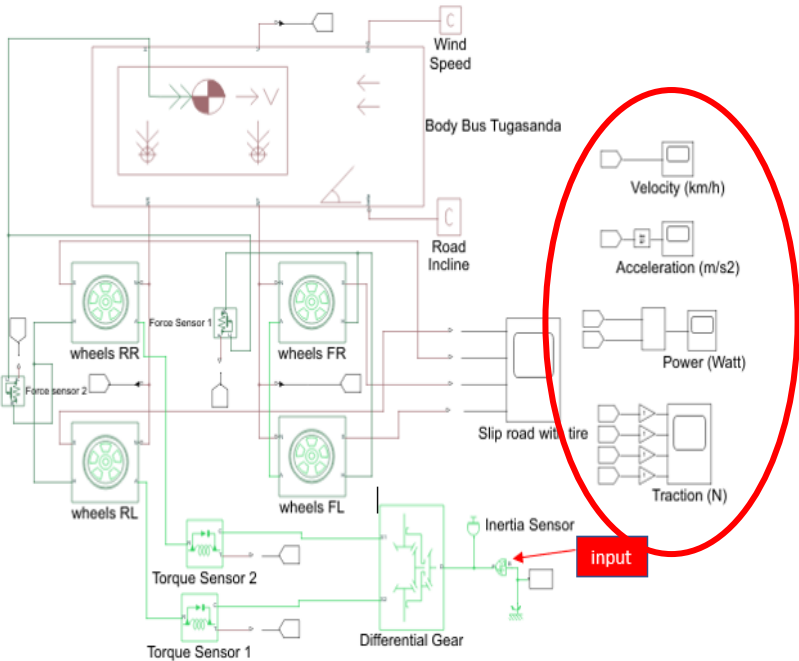 C
Wind
Speed
V
Body Bus Tugasanda
Velocity (km/h)
C
Road
Incline
Acceleration (m/s2)
Force Sensor 1
wheels RR
wheels FR
Power (Watt)
Force sensor 2
Slip road with tire
wheels RL
wheels FL
Traction (N)
Inertia Sensor
input
Torque Sensor 2
Differential Gear
Torque Sensor 1